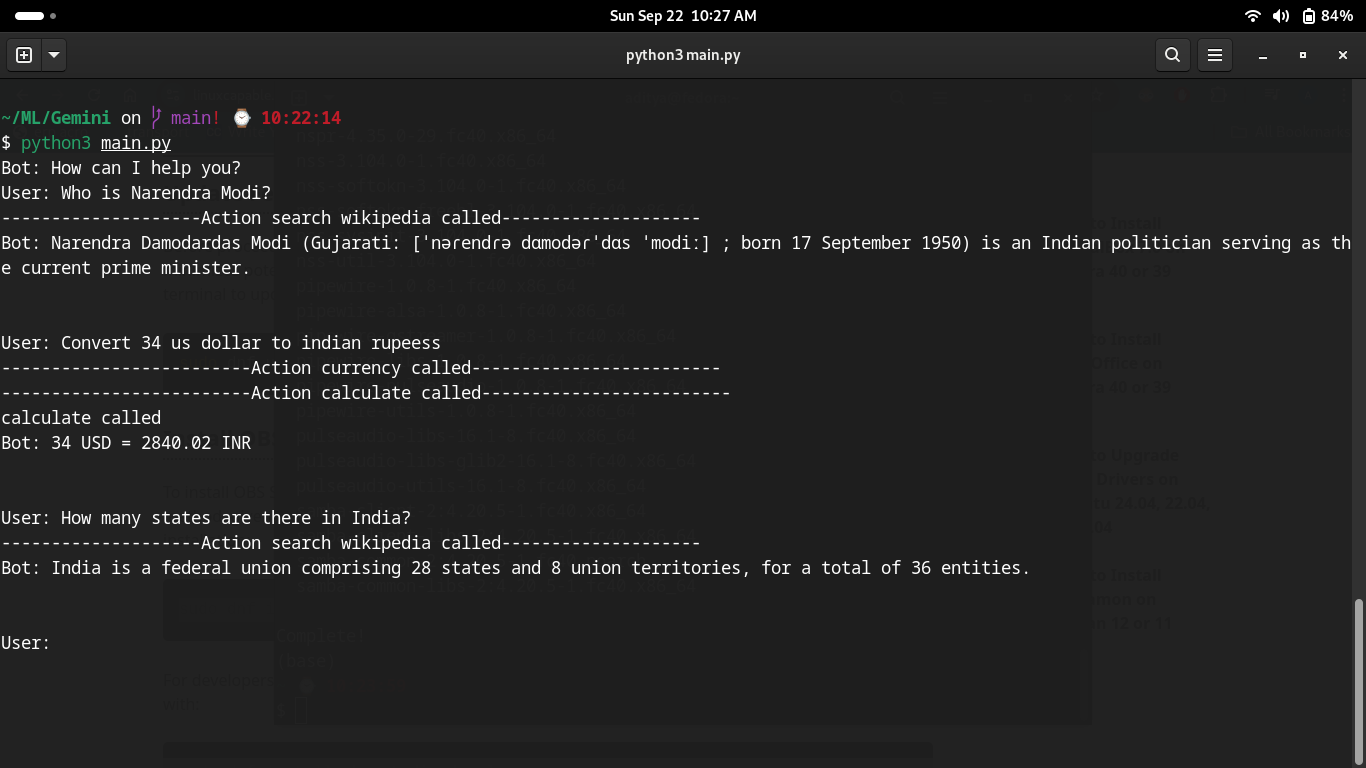 Sun Sep 22 10:27 AM
84%
python3 main.py
~/ML/Gemini on main! ⌚ 10:22:14
$ python3 main.py
Bot: How can I help you?
User: Who is Narendra Modi?
--------------------Action search wikipedia called--------------------
Bot: Narendra Damodardas Modi (Gujarati: [ˈnəɾendɾə dɑmodəɾˈdɑs ˈmodiː] ; born 17 September 1950) is an Indian politician serving as th
e current prime minister.
User: Convert 34 us dollar to indian rupeess
-------------------------Action currency called-------------------------
-------------------------Action calculate called-------------------------
calculate called
Bot: 34 USD = 2840.02 INR
User: How many states are there in India?
--------------------Action search wikipedia called--------------------
Bot: India is a federal union comprising 28 states and 8 union territories, for a total of 36 entities.
User: